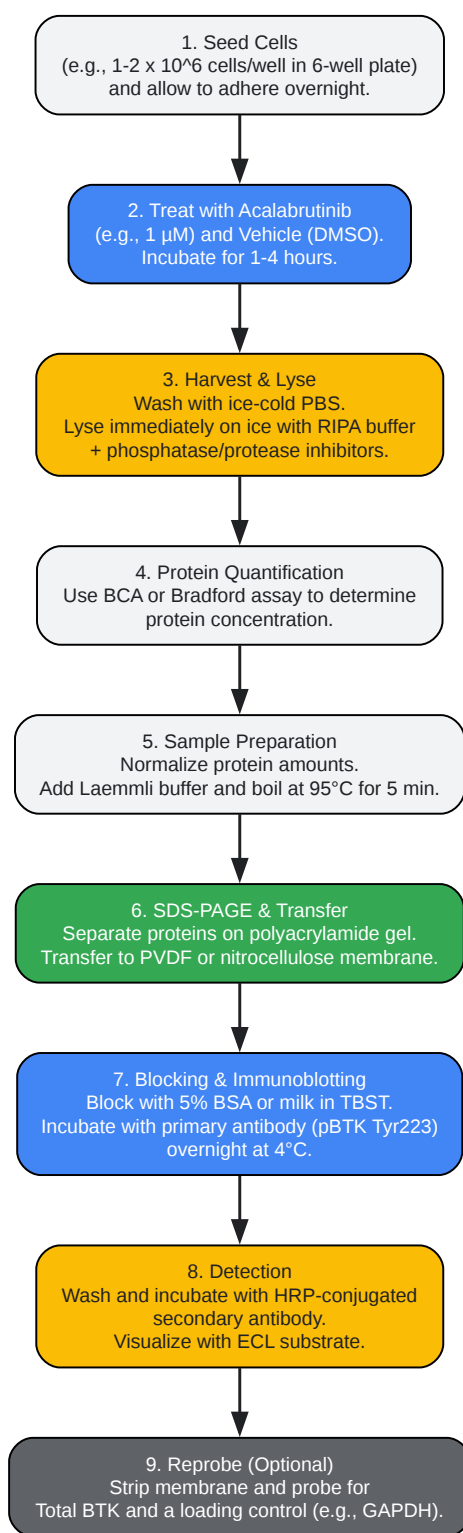 1. Seed Cells
(e.g., 1-2 x 10^6 cells/well in 6-well plate)
and allow to adhere overnight.
2. Treat with Acalabrutinib
(e.g., 1 µM) and Vehicle (DMSO).
Incubate for 1-4 hours.
3. Harvest & Lyse
Wash with ice-cold PBS.
Lyse immediately on ice with RIPA buffer
+ phosphatase/protease inhibitors.
4. Protein Quantification
Use BCA or Bradford assay to determine
protein concentration.
5. Sample Preparation
Normalize protein amounts.
Add Laemmli buffer and boil at 95°C for 5 min.
6. SDS-PAGE & Transfer
Separate proteins on polyacrylamide gel.
Transfer to PVDF or nitrocellulose membrane.
7. Blocking & Immunoblotting
Block with 5% BSA or milk in TBST.
Incubate with primary antibody (pBTK Tyr223)
overnight at 4°C.
8. Detection
Wash and incubate with HRP-conjugated
secondary antibody.
Visualize with ECL substrate.
9. Reprobe (Optional)
Strip membrane and probe for
Total BTK and a loading control (e.g., GAPDH).